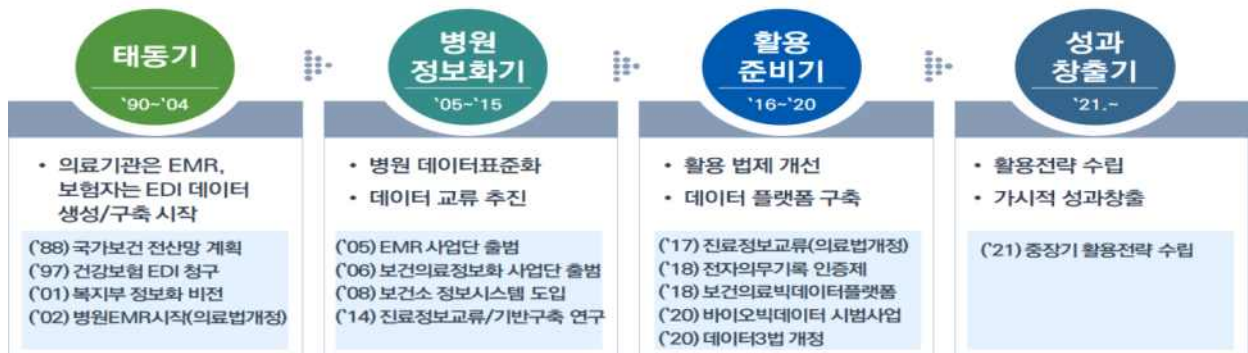 태동기
`90~`04
병원
정보화기
`05~`15
활용
준비기
`16~`20
성과
창출기
`21.~
• 의료기관은 EMR,
보험자는 EDI 데이터
생성/구축 시작
(`88) 국가보건 전산망 계획
(`97) 건강보험 EDI 청구
(`01) 복지부 정보화 비전
(`02) 병원EMR시작(의료법개정)
• 병원 데이터표준화
• 데이터 교류 추진
(`05) EMR 사업단 출범
(`06) 보건의료정보화 사업단 출범
(`08) 보건소 정보시스템 도입
(`14) 진료정보교류/기반구축 연구
• 활용 법제 개선
• 데이터 플랫폼 구축
(`17) 진료정보교류(의료법개정)
(`18) 전자의무기록 인증제
(`18) 보건의료빅데이터플랫폼
(`20) 바이오빅데이터 시범사업
(`20) 데이터3법 개정
• 활용전략 수립
• 가시적 성과창출
(`21) 중장기 활용전략 수립